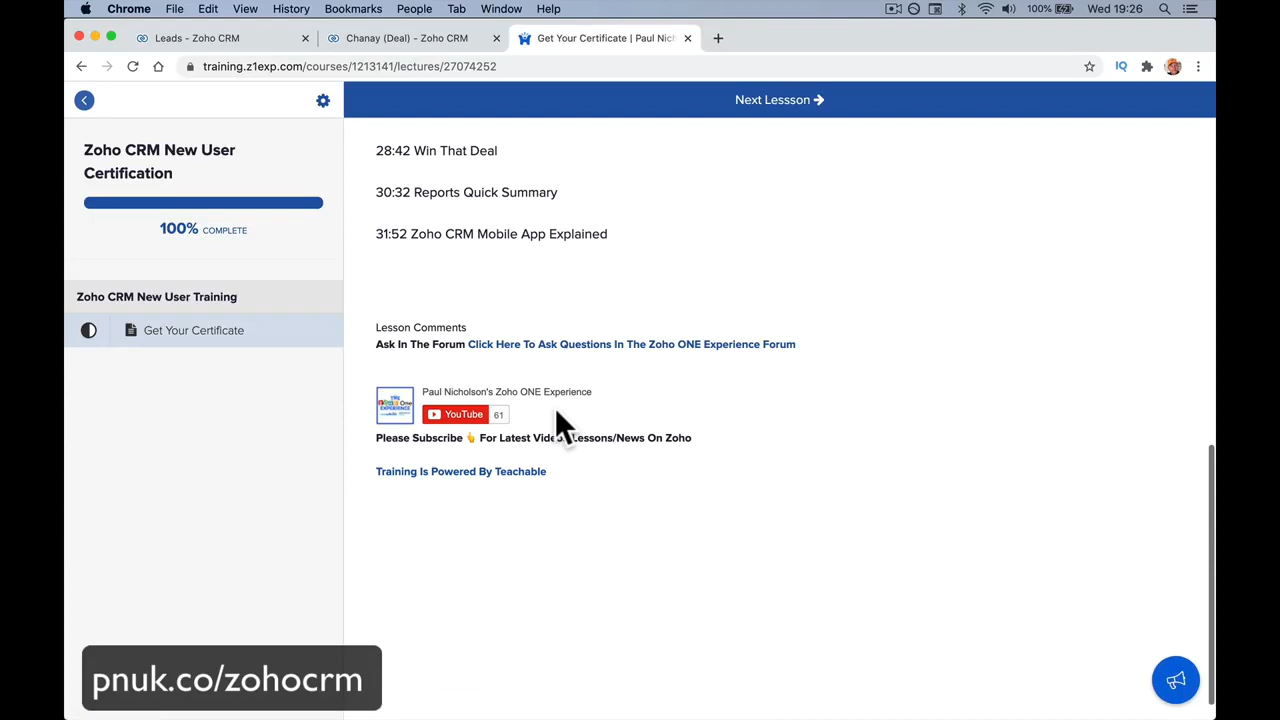 Chrome File Edit View History Bookmarks People Tab Window Help 100% Wed 19:26
Leads - Zoho CRM Chanay (Deal) - Zoho CRM Get Your Certificate | Paul Nich
training.z1exp.com/courses/1213141/lectures/27074252
Next Lessson
Zoho CRM New User
Certification
100% COMPLETE
Zoho CRM New User Training
Get Your Certificate
28:42 Win That Deal
30:32 Reports Quick Summary
31:52 Zoho CRM Mobile App Explained
Lesson Comments
Ask In The Forum Click Here To Ask Questions In The Zoho ONE Experience Forum
Paul Nicholson's Zoho ONE Experience
YouTube 61
Please Subscribe 👆 For Latest Lessons/News On Zoho
Training Is Powered By Teachable
pnuk.co/zohocrm